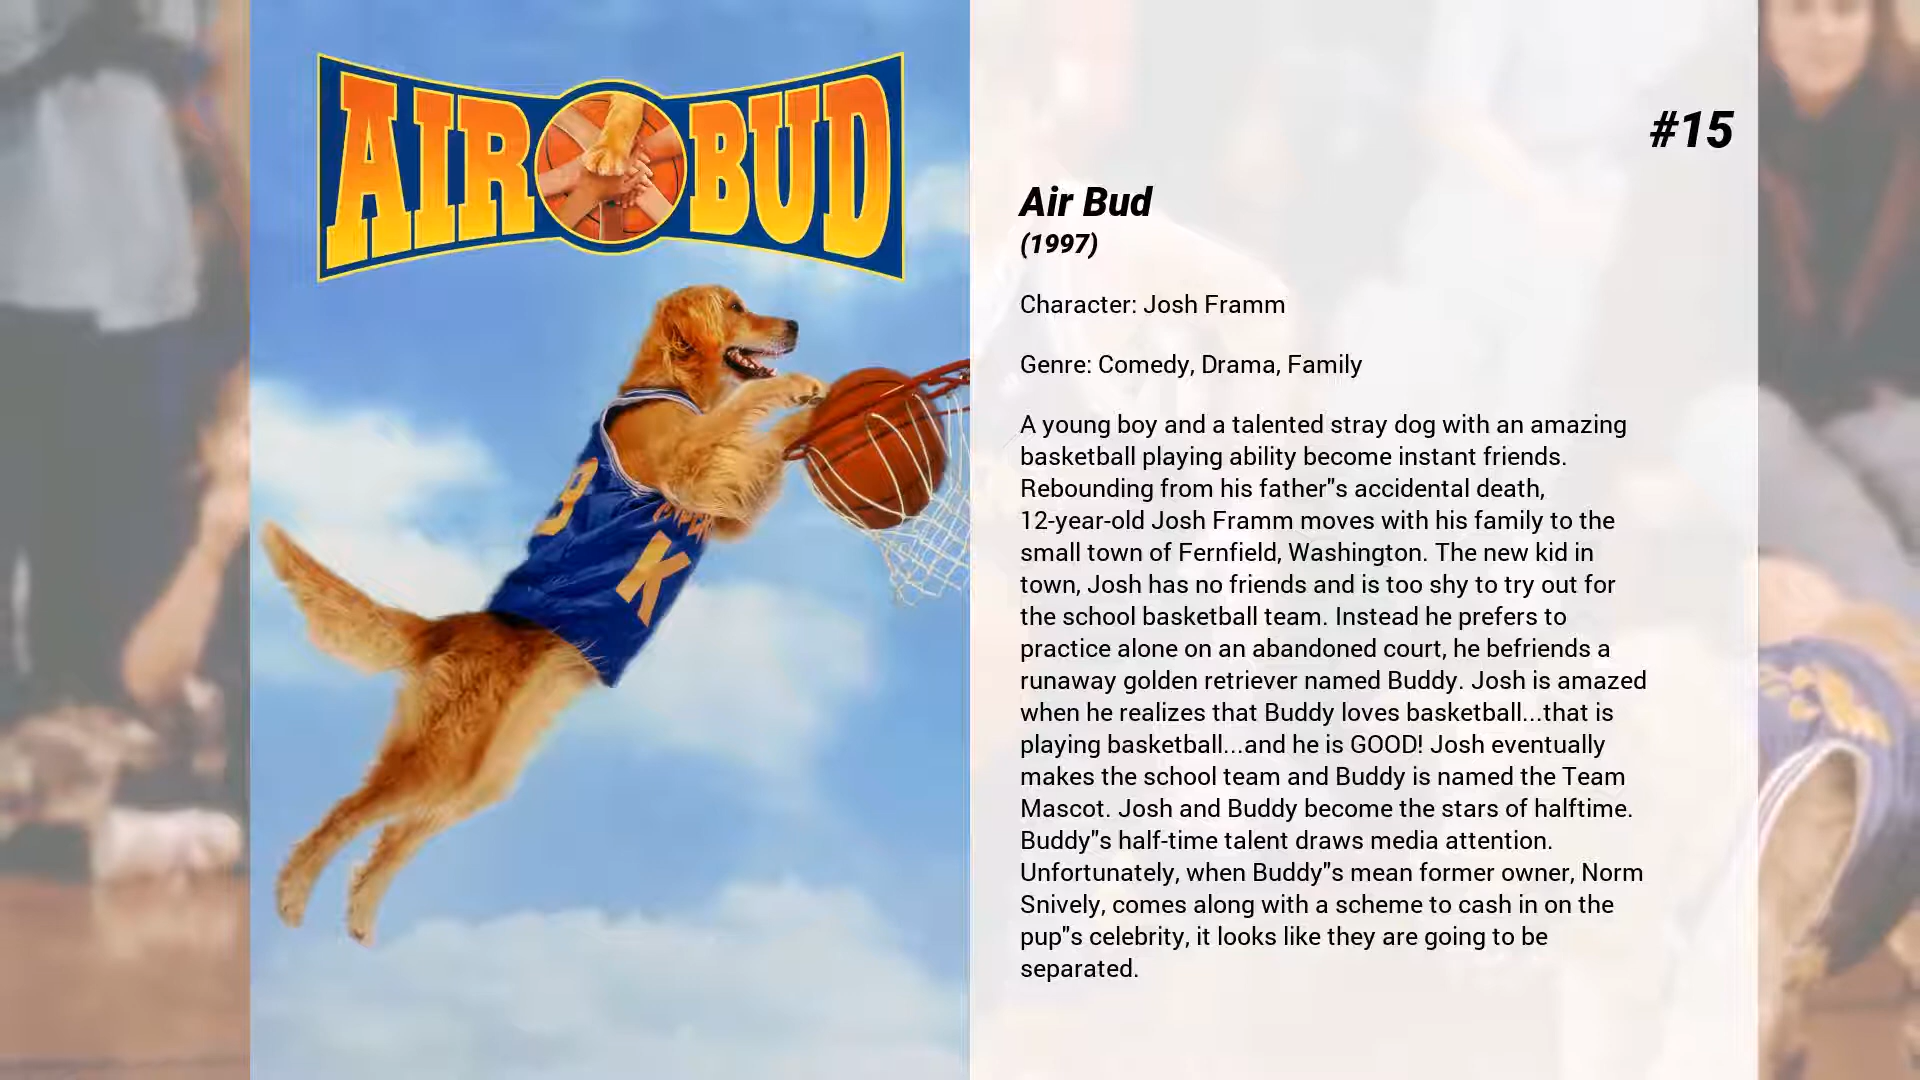 AIR BUD
K
#15
Air Bud
(1997)
Character: Josh Framm
Genre: Comedy, Drama, Family
A young boy and a talented stray dog with an amazing
basketball playing ability become instant friends.
Rebounding from his father"s accidental death,
12-year-old Josh Framm moves with his family to the
small town of Fernfield, Washington. The new kid in
town, Josh has no friends and is too shy to try out for
the school basketball team. Instead he prefers to
practice alone on an abandoned court, he befriends a
runaway golden retriever named Buddy. Josh is amazed
when he realizes that Buddy loves basketball...that is
playing basketball...and he is GOOD! Josh eventually
makes the school team and Buddy is named the Team
Mascot. Josh and Buddy become the stars of halftime.
Buddy"s half-time talent draws media attention.
Unfortunately, when Buddy"s mean former owner, Norm
Snively, comes along with a scheme to cash in on the
pup"s celebrity, it looks like they are going to be
separated.